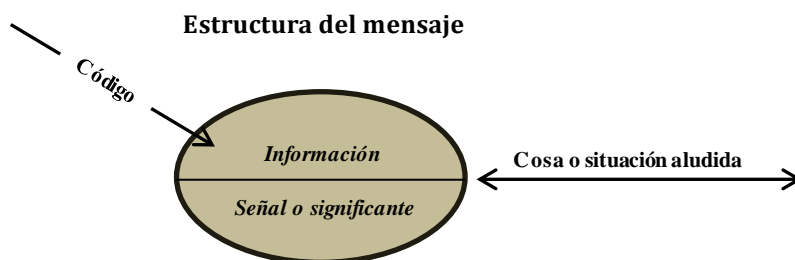 Estructura del mensaje
Código
Información
Cosa o situación aludida
Señal o significante